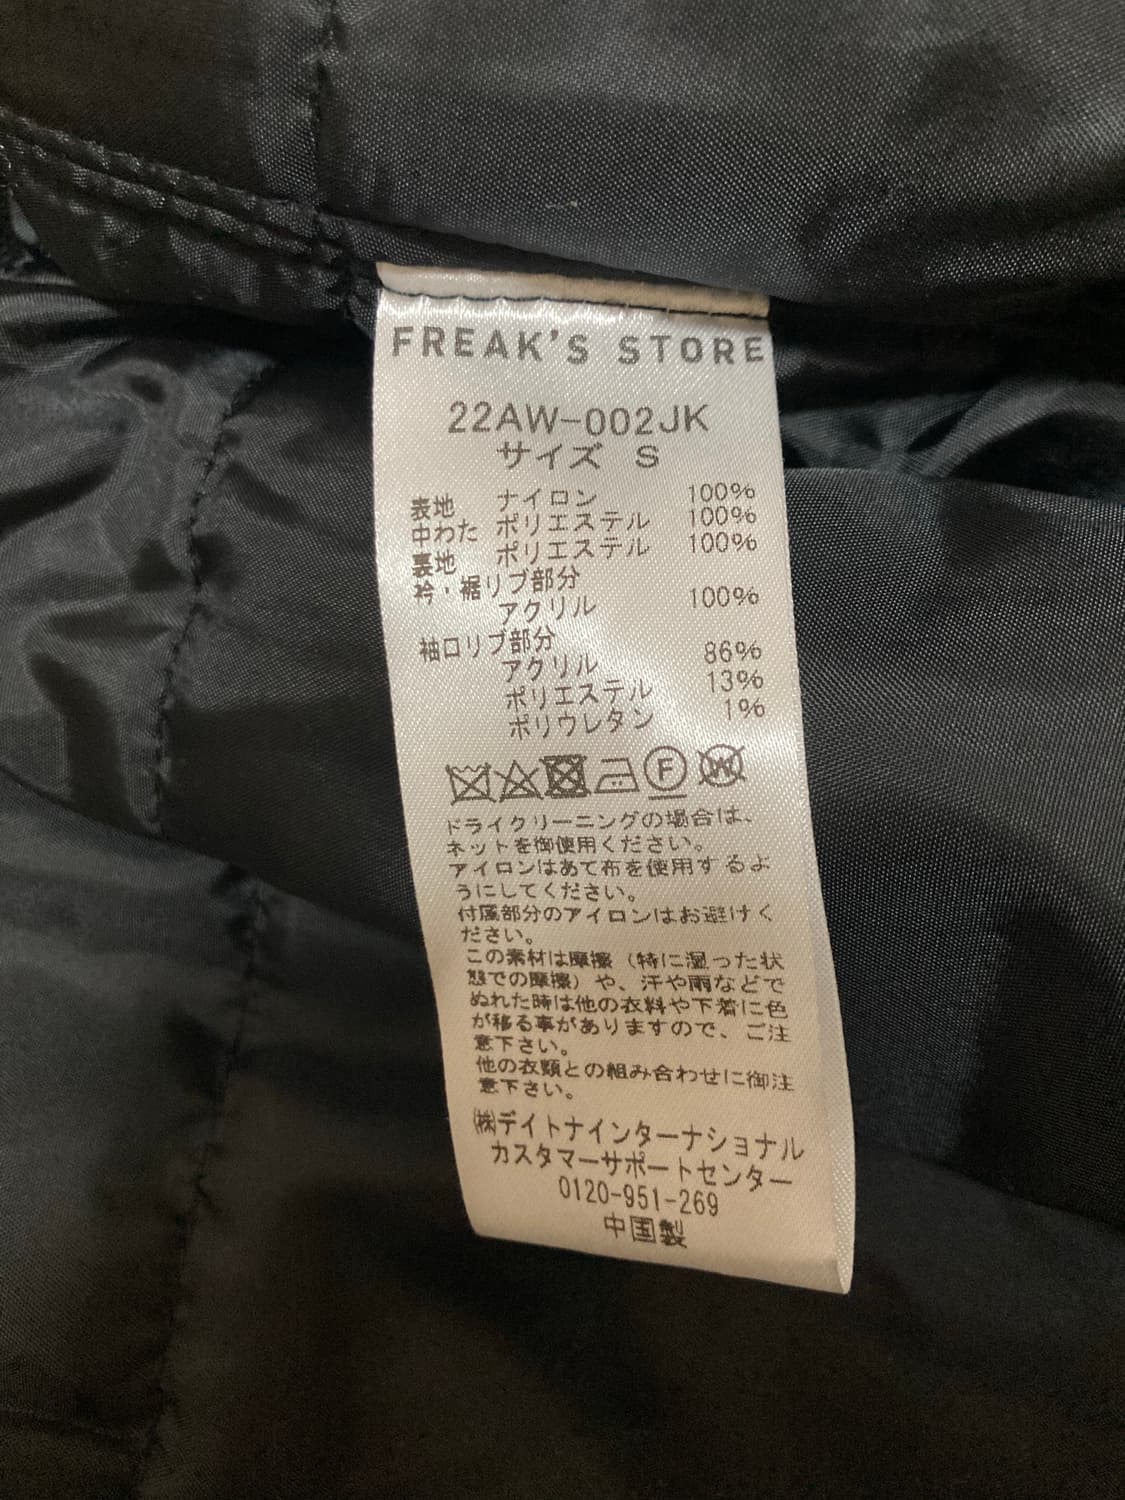 FREAK'S STORE
22AW-002JK
サイズ S
表地 ナイロン 100%
中わた ポリエステル 100%
裏地 ポリエステル 100%
衿・裾リブ部分
アクリル 100%
袖口リブ部分
アクリル 86%
ポリエステル 13%
ポリウレタン 1%
F W
ドライクリーニングの場合は、
ネットを御使用ください。
アイロンはあて布を使用するよ
うにしてください。
付属部分のアイロンはお避けく
ださい。
この素材は摩擦（特に湿った状
態での摩擦）や、汗や雨などで
ぬれた時は他の衣料や下着に色
が移る事がありますので、ご注
意下さい。
他の衣類との組み合わせに御注
意下さい。
㈱デイトナインターナショナル
カスタマーサポートセンター
0120-951-269
中国製